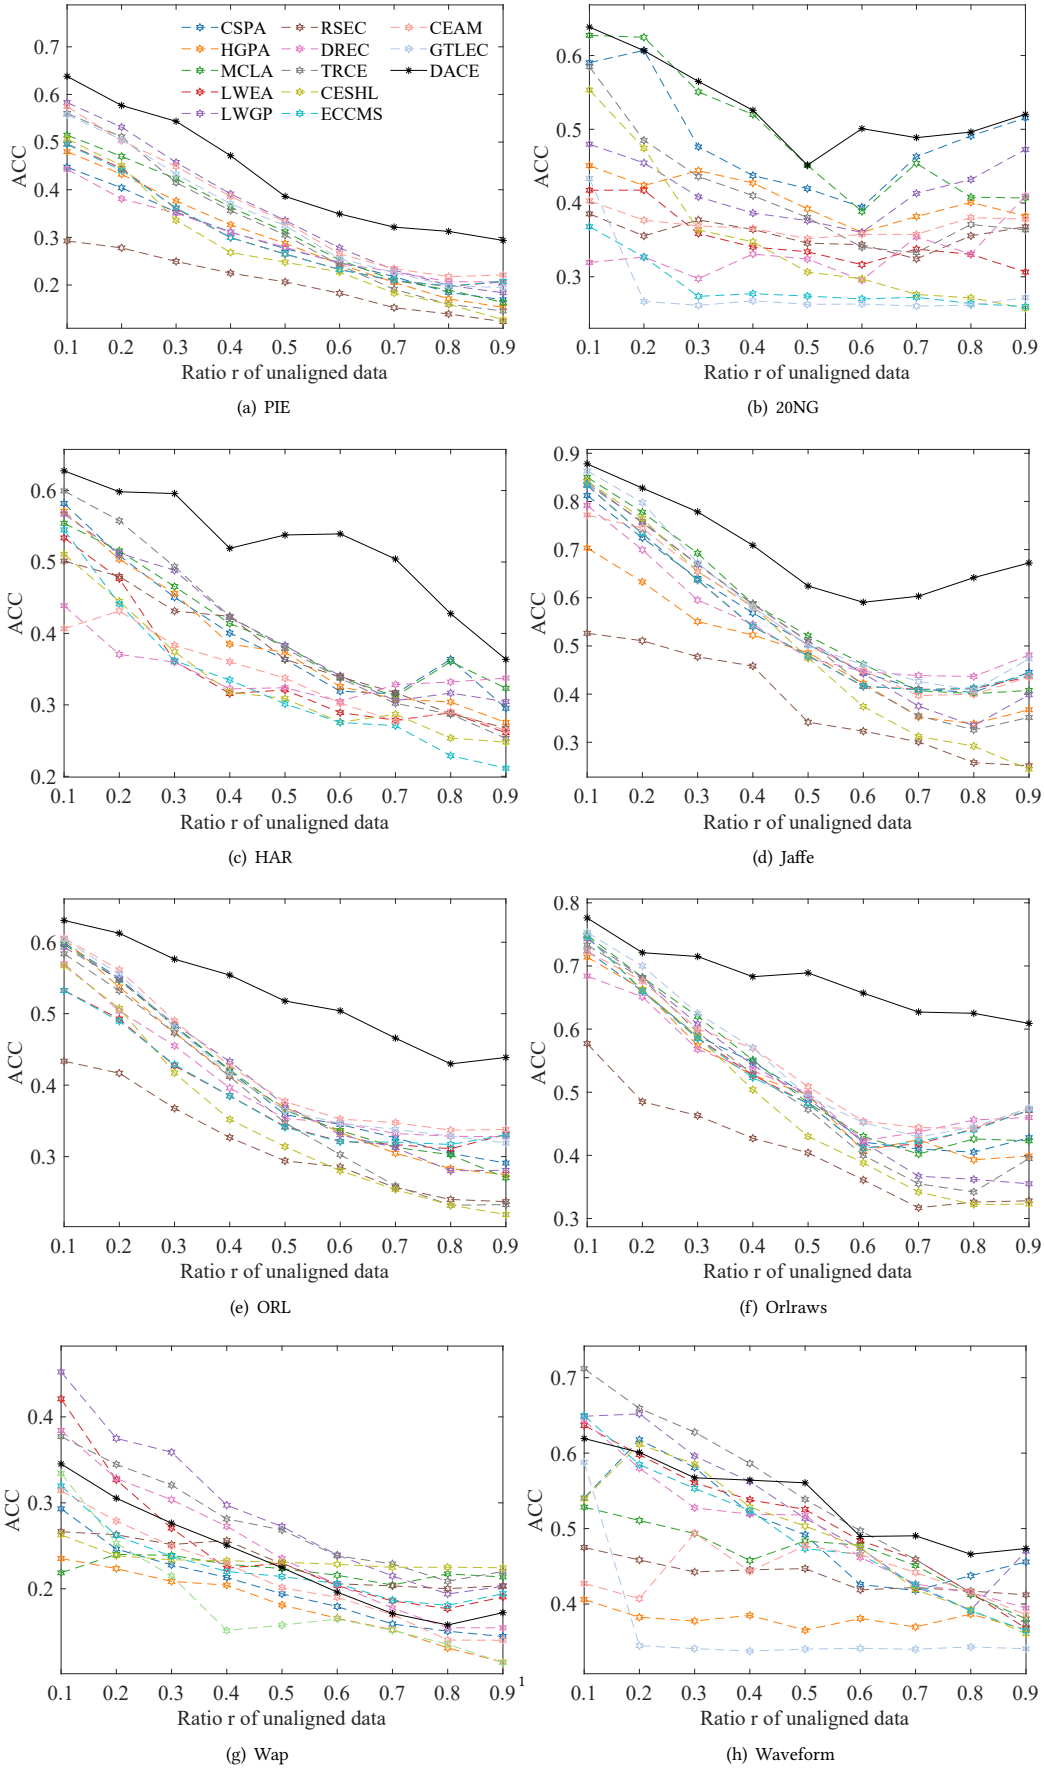 CSPA
HGPA
MCLA
LWEA
LWGP
RSEC
DREC
TRCE
CESHL
ECCMS
CEAM
GTLEC
DACE
ACC
0.7
0.6
0.5
0.4
0.3
0.2
0.1 0.2 0.3 0.4 0.5 0.6 0.7 0.8 0.9
Ratio r of unaligned data
(a) PIE
ACC
0.6
0.5
0.4
0.3
0.1 0.2 0.3 0.4 0.5 0.6 0.7 0.8 0.9
Ratio r of unaligned data
(b) 20NG
ACC
0.6
0.5
0.4
0.3
0.2
0.1 0.2 0.3 0.4 0.5 0.6 0.7 0.8 0.9
Ratio r of unaligned data
(c) HAR
ACC
0.9
0.8
0.7
0.6
0.5
0.4
0.3
0.1 0.2 0.3 0.4 0.5 0.6 0.7 0.8 0.9
Ratio r of unaligned data
(d) Jaffe
ACC
0.6
0.5
0.4
0.3
0.1 0.2 0.3 0.4 0.5 0.6 0.7 0.8 0.9
Ratio r of unaligned data
(e) ORL
ACC
0.8
0.7
0.6
0.5
0.4
0.3
0.1 0.2 0.3 0.4 0.5 0.6 0.7 0.8 0.9
Ratio r of unaligned data
(f) Orlraws
ACC
0.4
0.3
0.2
0.1 0.2 0.3 0.4 0.5 0.6 0.7 0.8 0.9
1
Ratio r of unaligned data
(g) Wap
ACC
0.7
0.6
0.5
0.4
0.1 0.2 0.3 0.4 0.5 0.6 0.7 0.8 0.9
Ratio r of unaligned data
(h) Waveform